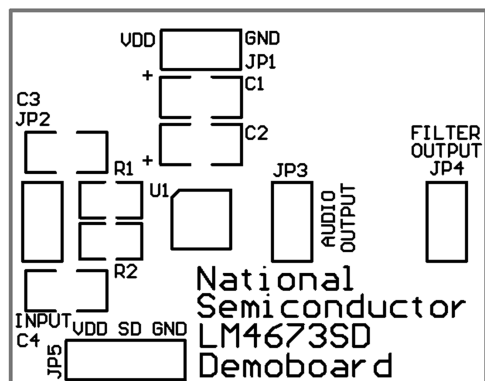 VDD GND
JP1
+
C1
C3
JP2
C2
+
FILTER
OUTPUT
JP4
R1
U1
JP3
AUDIO
OUTPUT
R2
National
Semiconductor
LM4673SD
Demoboard
INPUT
C4
VDD SD GND
JP5